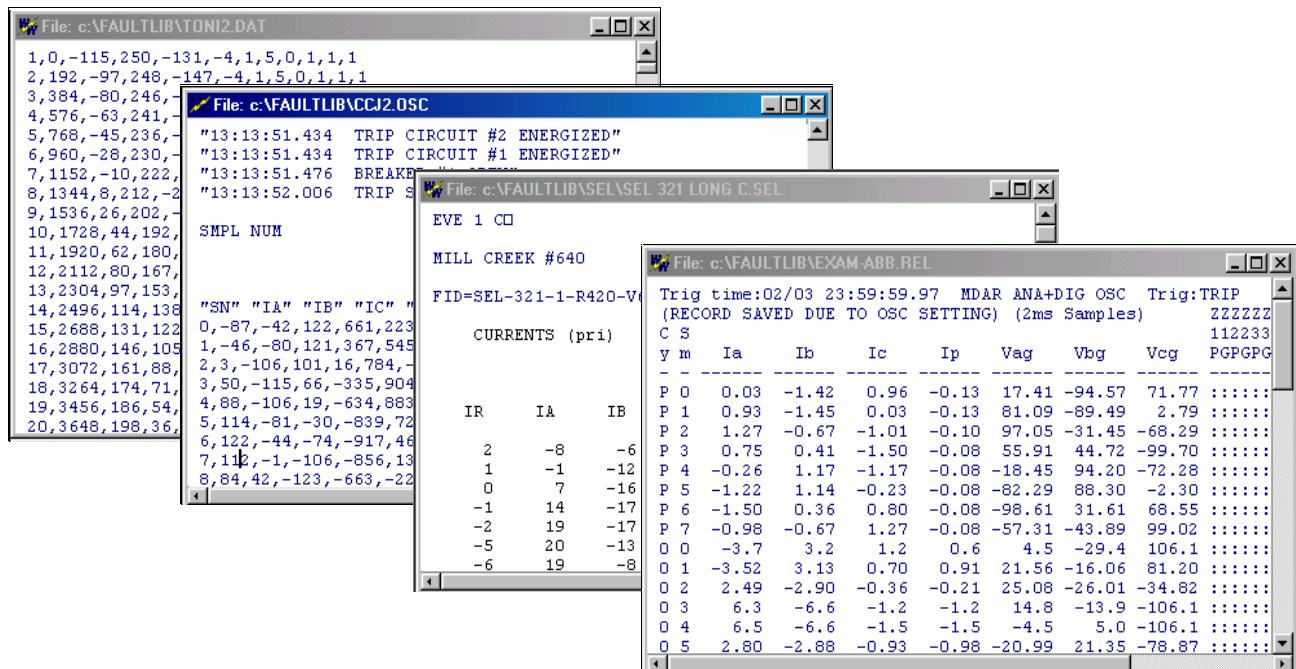 File: c:\FAULTLIB\TONI2.DAT
1,0,-115,250,-131,-4,1,5,0,1,1,1
2,192,-97,248,-147,-4,1,5,0,1,1,1
3,384,-80,246,-
4,576,-63,241,-
5,768,-45,236,-
6,960,-28,230,-
7,1152,-10,222,
8,1344,8,212,-2
9,1536,26,202,-
10,1728,44,192,
11,1920,62,180,
12,2112,80,167,
13,2304,97,153,
14,2496,114,138
15,2688,131,122
16,2880,146,105
17,3072,161,88,
18,3264,174,71,
19,3456,186,54,
20,3648,198,36,
File: c:\FAULTLIB\CCJ2.OSC
"13:13:51.434 TRIP CIRCUIT #2 ENERGIZED"
"13:13:51.434 TRIP CIRCUIT #1 ENERGIZED"
"13:13:51.476 BREAKE
"13:13:52.006 TRIP S
SMPL NUM
"SN" "IA" "IB" "IC" "
0,-87,-42,122,661,223
1,-46,-80,121,367,545
2,3,-106,101,16,784,-
3,50,-115,66,-335,904
4,88,-106,19,-634,883
5,114,-81,-30,-839,72
6,122,-44,-74,-917,46
7,112,-1,-106,-856,13
8,84,42,-123,-663,-22
File: c:\FAULTLIB\SEL\SEL 321 LONG C.SEL
EVE 1 C
MILL CREEK #640
FID=SEL-321-1-R420-V6
CURRENTS (pri)
IR IA IB
2 -8 -6
1 -1 -12
0 7 -16
-1 14 -17
-2 19 -17
-5 20 -13
-6 19 -8
File: c:\FAULTLIB\EXAM-ABB.REL
Trig time:02/03 23:59:59.97 MDAR ANA+DIG OSC Trig:TRIP
(RECORD SAVED DUE TO OSC SETTING) (2ms Samples) ZZZZZZ
C S 112233
y m Ia Ib Ic Ip Vag Vbg Vcg PGPGPG
- - ------ ------ ------ ------ ------ ------ ------ ------
P 0 0.03 -1.42 0.96 -0.13 17.41 -94.57 71.77 ::::::
P 1 0.93 -1.45 0.03 -0.13 81.09 -89.49 2.79 ::::::
P 2 1.27 -0.67 -1.01 -0.10 97.05 -31.45 -68.29 ::::::
P 3 0.75 0.41 -1.50 -0.08 55.91 44.72 -99.70 ::::::
P 4 -0.26 1.17 -1.17 -0.08 -18.45 94.20 -72.28 ::::::
P 5 -1.22 1.14 -0.23 -0.08 -82.29 88.30 -2.30 ::::::
P 6 -1.50 0.36 0.80 -0.08 -98.61 31.61 68.55 ::::::
P 7 -0.98 -0.67 1.27 -0.08 -57.31 -43.89 99.02 ::::::
0 0 -3.7 3.2 1.2 0.6 4.5 -29.4 106.1 ::::::
0 1 -3.52 3.13 0.70 0.91 21.56 -16.06 81.20 ::::::
0 2 2.49 -2.90 -0.36 -0.21 25.08 -26.01 -34.82 ::::::
0 3 6.3 -6.6 -1.2 -1.2 14.8 -13.9 -106.1 ::::::
0 4 6.5 -6.6 -1.5 -1.5 -4.5 5.0 -106.1 ::::::
0 5 2.80 -2.88 -0.93 -0.98 -20.99 21.35 -78.87 ::::::